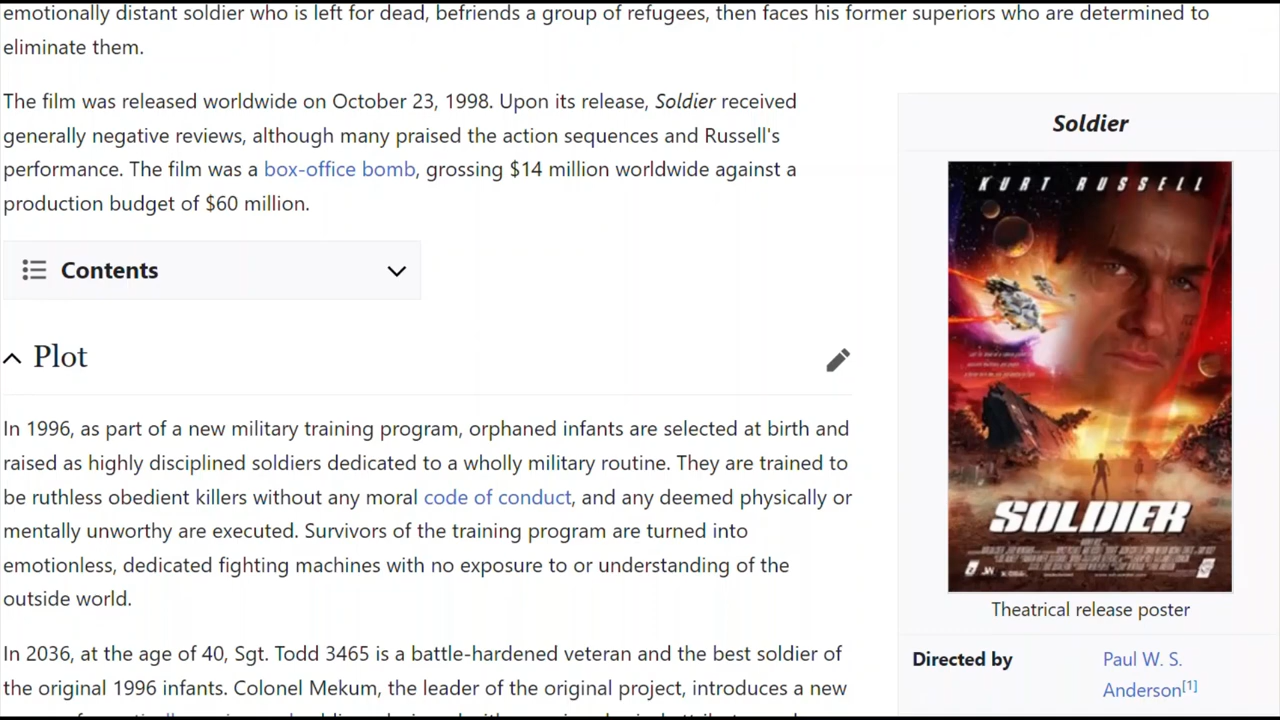 emotionally distant soldier who is left for dead, befriends a group of refugees, then faces his former superiors who are determined to
eliminate them.
The film was released worldwide on October 23, 1998. Upon its release, Soldier received
generally negative reviews, although many praised the action sequences and Russell's
performance. The film was a box-office bomb, grossing $14 million worldwide against a
production budget of $60 million.
Contents
Plot
In 1996, as part of a new military training program, orphaned infants are selected at birth and
raised as highly disciplined soldiers dedicated to a wholly military routine. They are trained to
be ruthless obedient killers without any moral code of conduct, and any deemed physically or
mentally unworthy are executed. Survivors of the training program are turned into
emotionless, dedicated fighting machines with no exposure to or understanding of the
outside world.
In 2036, at the age of 40, Sgt. Todd 3465 is a battle-hardened veteran and the best soldier of
the original 1996 infants. Colonel Mekum, the leader of the original project, introduces a new
Soldier
KURT RUSSELL
SOLDIER
Theatrical release poster
Directed by
Paul W. S.
Anderson[1]